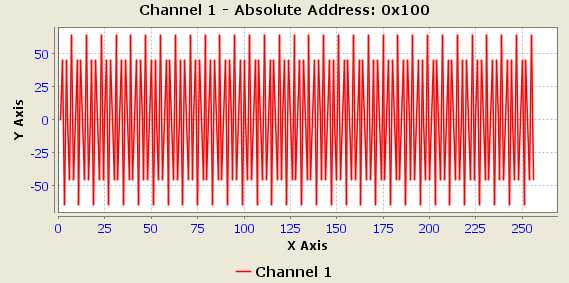 Channel 1 - Absolute Address: 0x100
Y Axis
50
25
0
-25
-50
0 25 50 75 100 125 150 175 200 225 250
X Axis
Channel 1